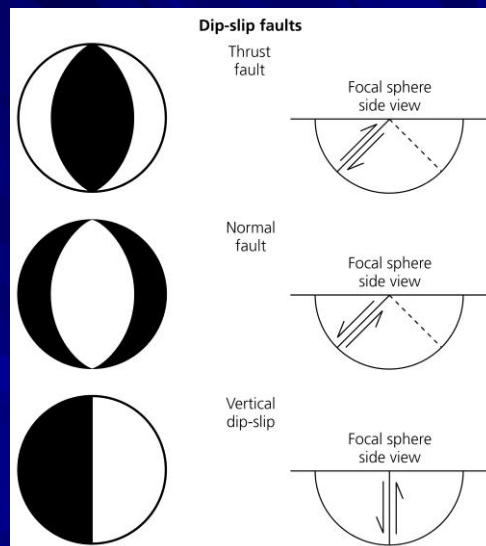 Dip-slip faults
Thrust
fault
Focal sphere
side view
Normal
fault
Focal sphere
side view
Vertical
dip-slip
Focal sphere
side view